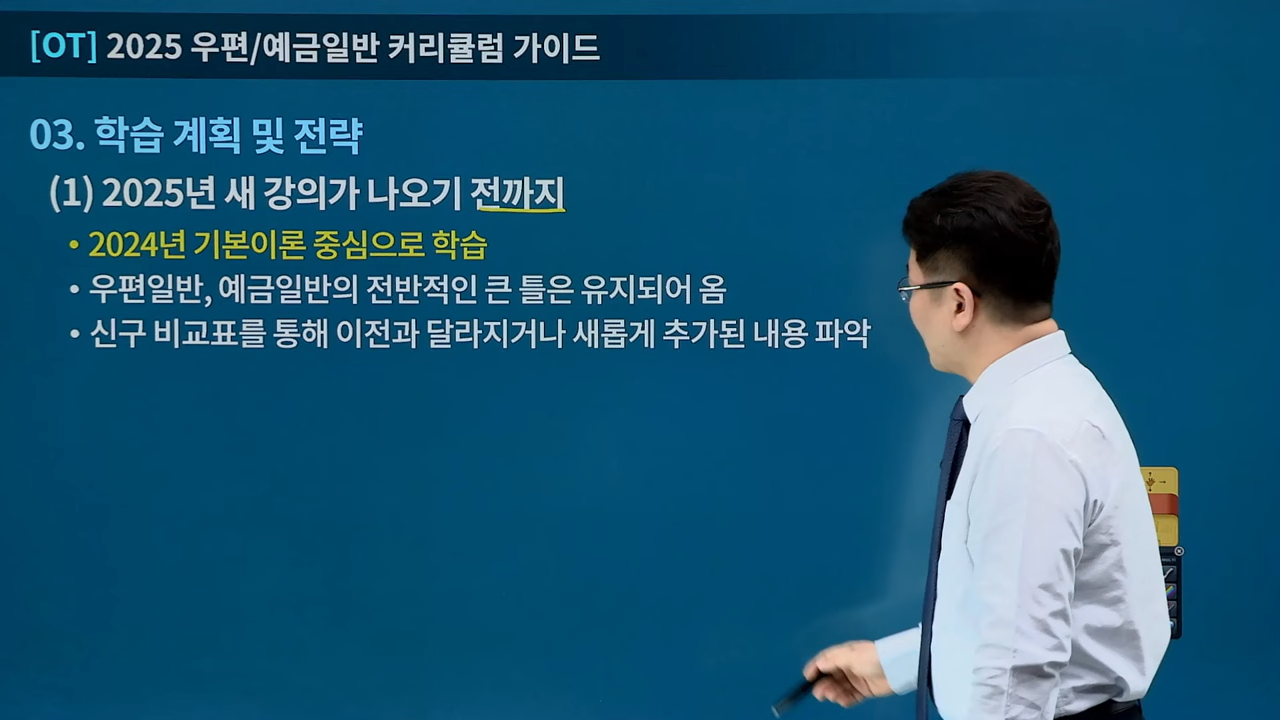 [OT] 2025 우편/예금일반 커리큘럼 가이드
03. 학습 계획 및 전략
(1) 2025년 새 강의가 나오기 전까지
• 2024년 기본이론 중심으로 학습
• 우편일반, 예금일반의 전반적인 큰 틀은 유지되어 옴
• 신구 비교표를 통해 이전과 달라지거나 새롭게 추가된 내용 파악